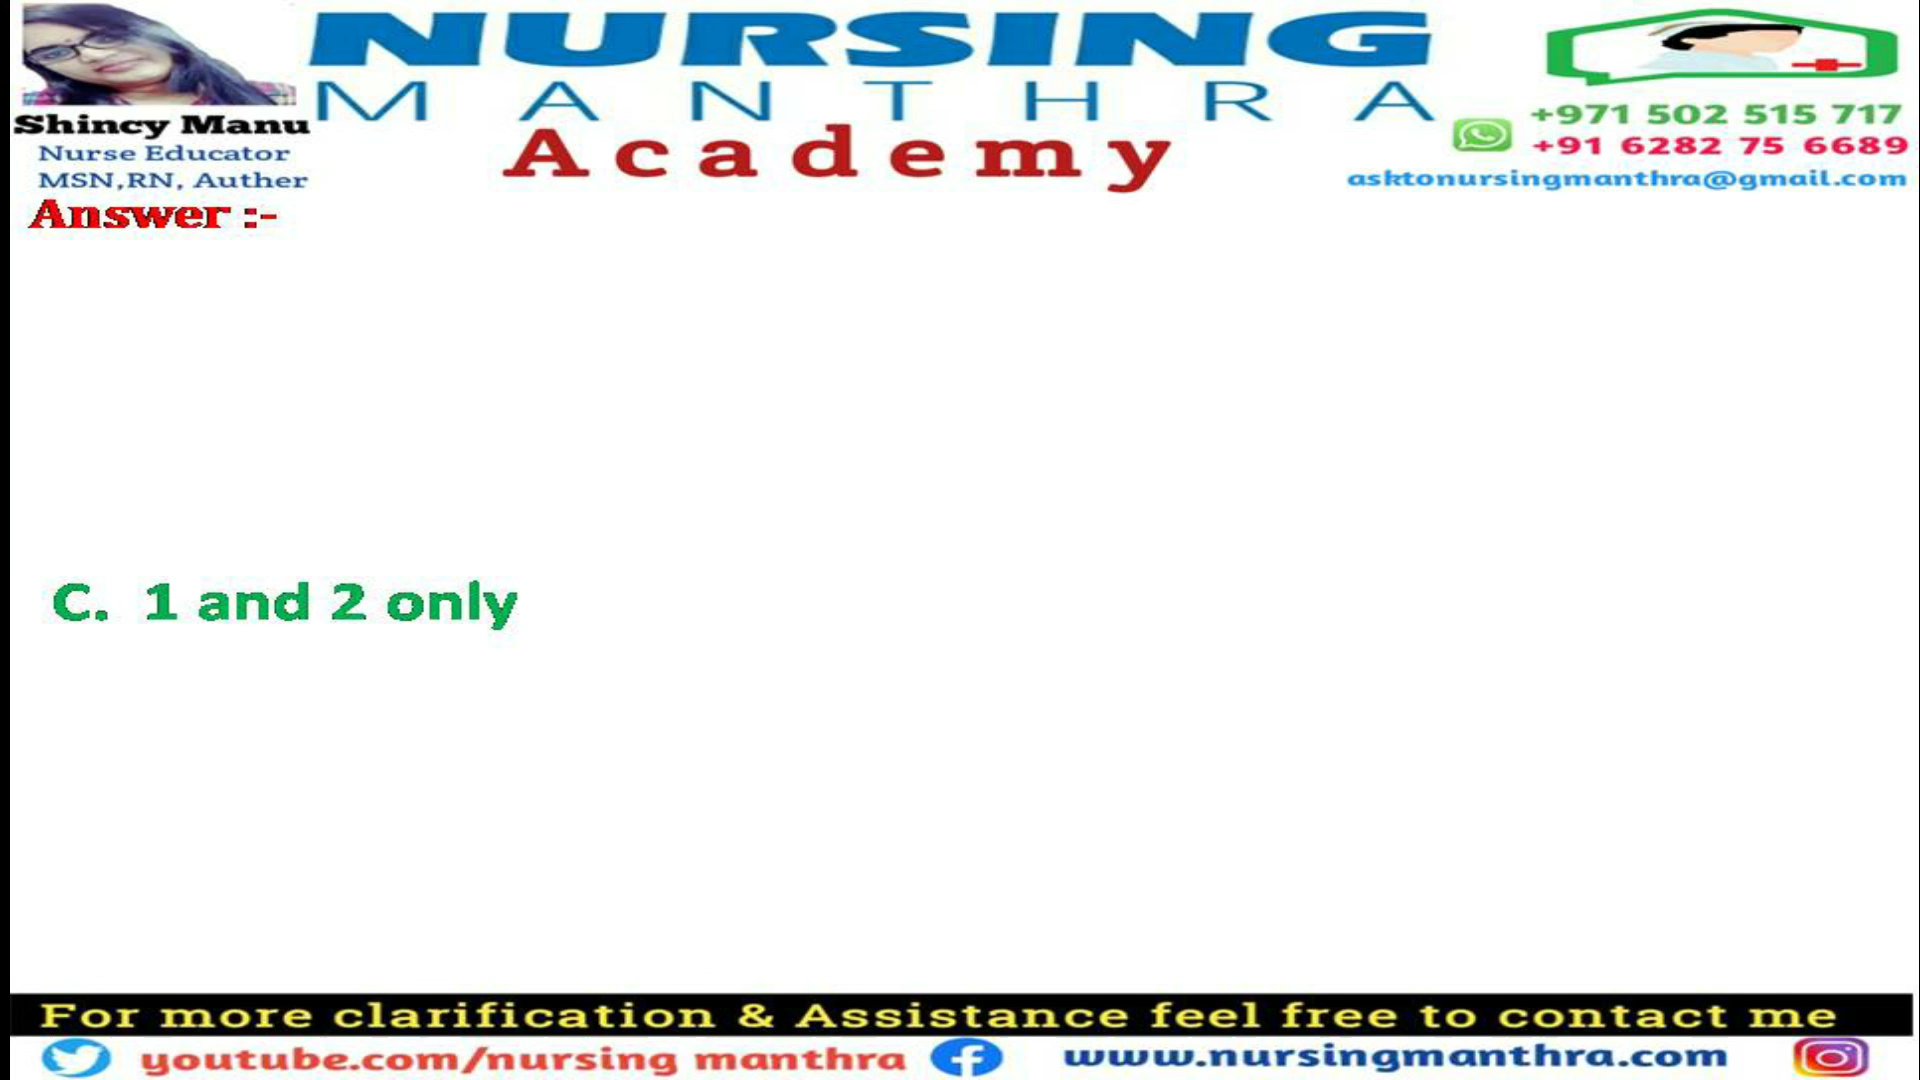 NURSING
MANTHRA
Academy
Shincy Manu
Nurse Educator
MSN,RN, Auther
+971 502 515 717
+91 6282 75 6689
asktonursingmanthra@gmail.com
Answer :-
C. 1 and 2 only
For more clarification & Assistance feel free to contact me
youtube.com/nursing manthra
www.nursingmanthra.com